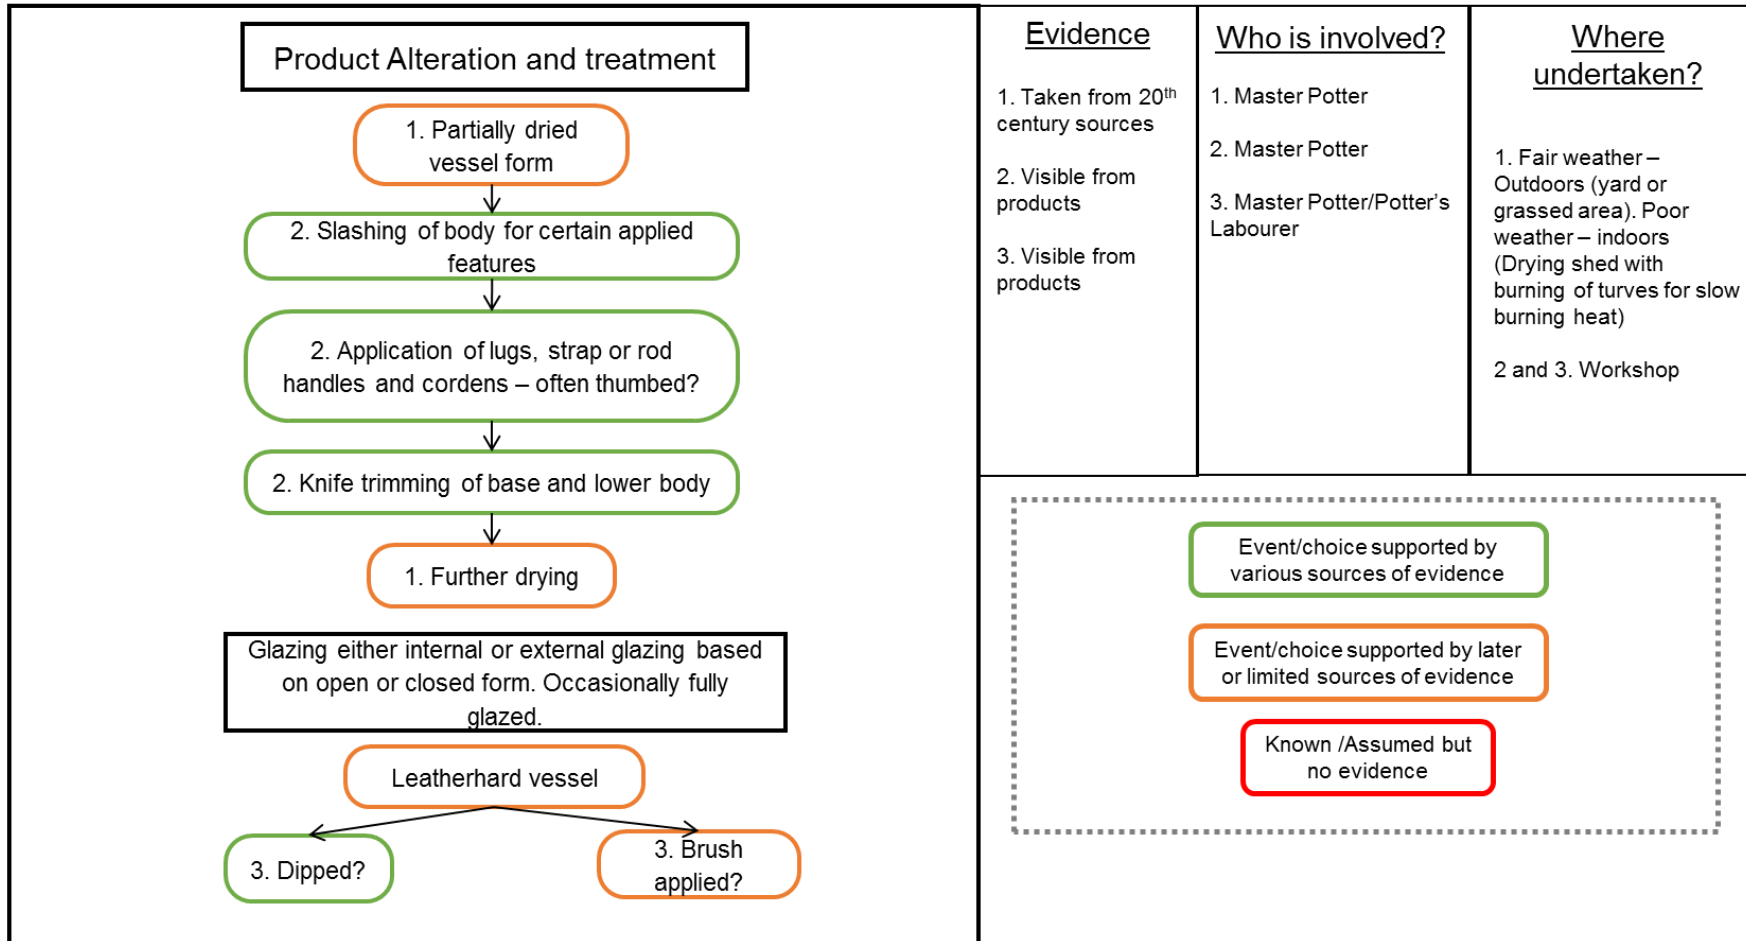 Product Alteration and treatment
1. Partially dried
vessel form
2. Slashing of body for certain applied
features
2. Application of lugs, strap or rod
handles and cordens – often thumbed?
2. Knife trimming of base and lower body
1. Further drying
Glazing either internal or external glazing based
on open or closed form. Occasionally fully
glazed.
Leatherhard vessel
3. Dipped?
3. Brush
applied?
Evidence
1. Taken from 20th
century sources
2. Visible from
products
3. Visible from
products
Who is involved?
1. Master Potter
2. Master Potter
3. Master Potter/Potter’s
Labourer
Where
undertaken?
1. Fair weather –
Outdoors (yard or
grassed area). Poor
weather – indoors
(Drying shed with
burning of turves for slow
burning heat)
2 and 3. Workshop
Event/choice supported by
various sources of evidence
Event/choice supported by later
or limited sources of evidence
Known /Assumed but
no evidence